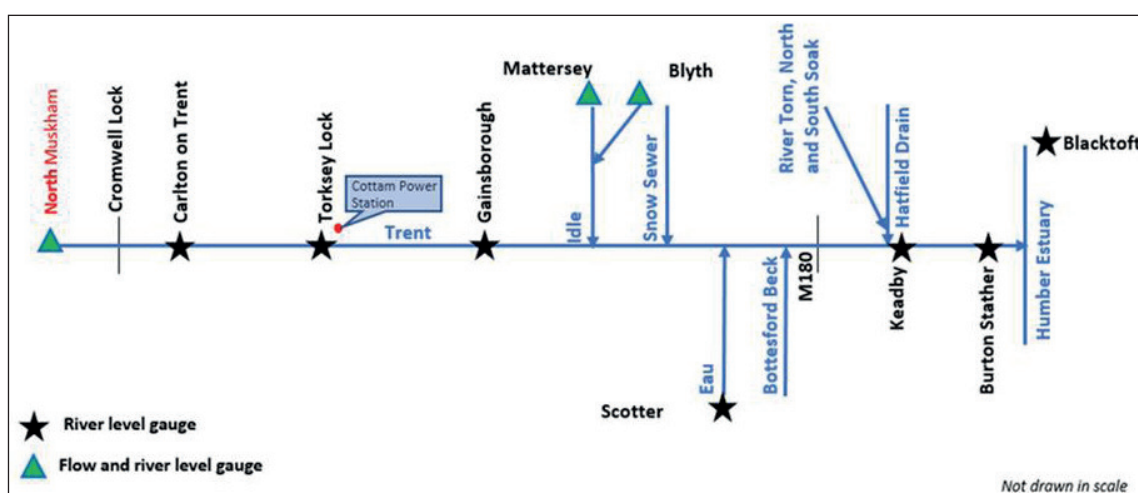 North Muskham
Cromwell Lock
Carlton on Trent
Torksey Lock
Cottam Power
Station
Trent
Gainsborough
Mattersey
Blyth
Idle
Snow Sewer
Eau
Scotter
Bottesford Beck
M180
River Torn, North
and South Soak
Hatfield Drain
Keadby
Burton Stather
Blacktoft
Humber Estuary
River level gauge
Flow and river level gauge
Not drawn in scale